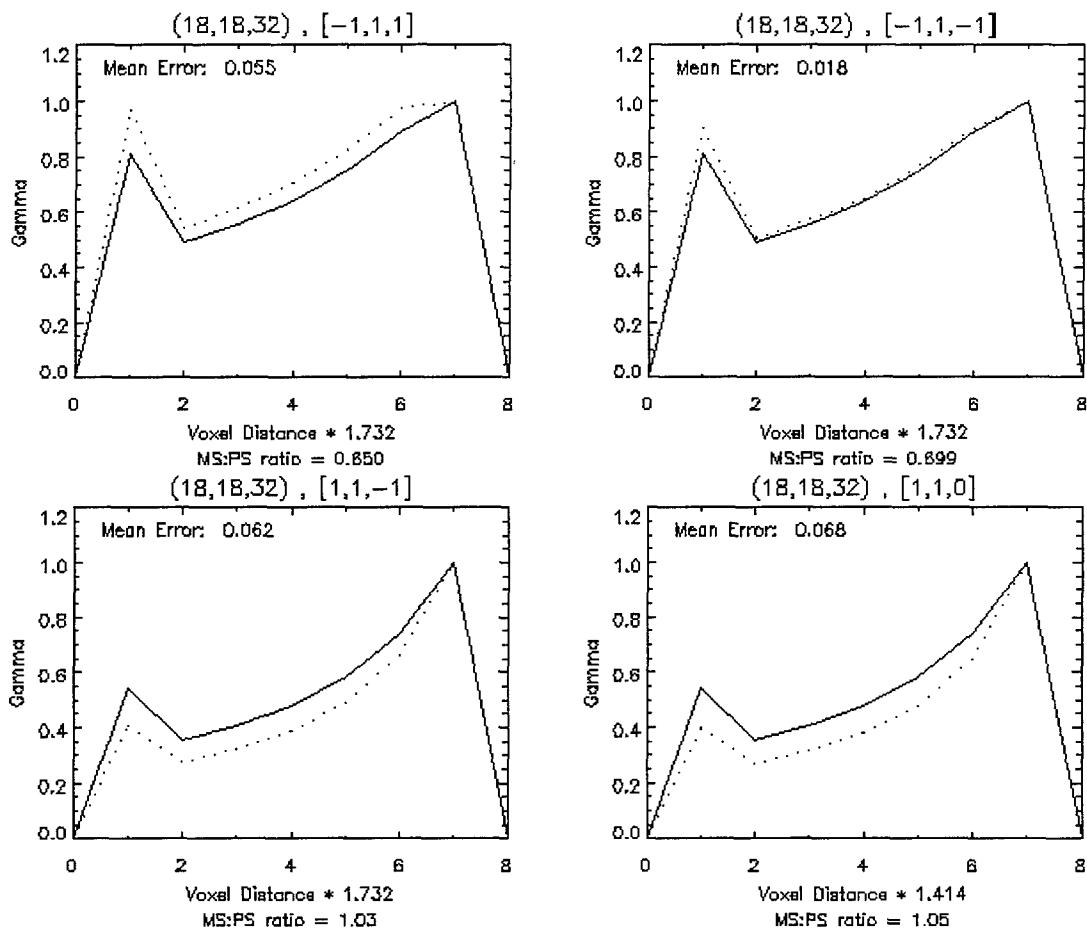 (18,18,32) , [−1,1,1]
Mean Error: 0.055
1.2
1.0
0.8
0.6
0.4
0.2
0.0
Gamma
0 2 4 6 8
Voxel Distance * 1.732
MS:PS ratio = 0.650
(18,18,32) , [−1,1,−1]
Mean Error: 0.018
1.2
1.0
0.8
0.6
0.4
0.2
0.0
Gamma
0 2 4 6 8
Voxel Distance * 1.732
MS:PS ratio = 0.699
(18,18,32) , [1,1,−1]
Mean Error: 0.062
1.2
1.0
0.8
0.6
0.4
0.2
0.0
Gamma
0 2 4 6 8
Voxel Distance * 1.732
MS:PS ratio = 1.03
(18,18,32) , [1,1,0]
Mean Error: 0.068
1.2
1.0
0.8
0.6
0.4
0.2
0.0
Gamma
0 2 4 6 8
Voxel Distance * 1.414
MS:PS ratio = 1.05